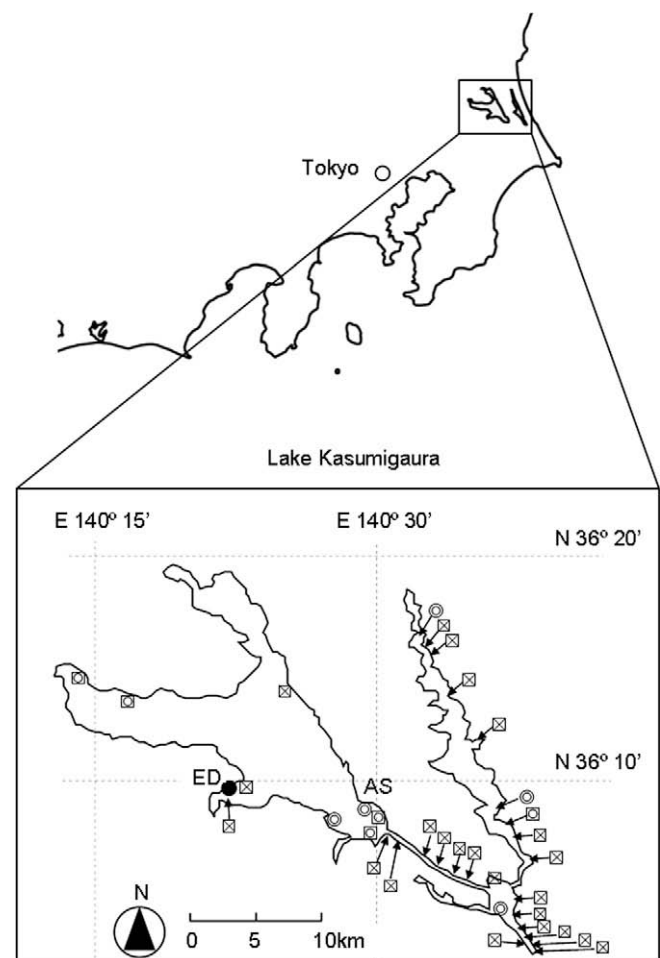 Tokyo
Lake Kasumigaura
E 140º 15’ E 140º 30’
N 36º 20’
N 36º 10’
ED
AS
N
0 5 10km